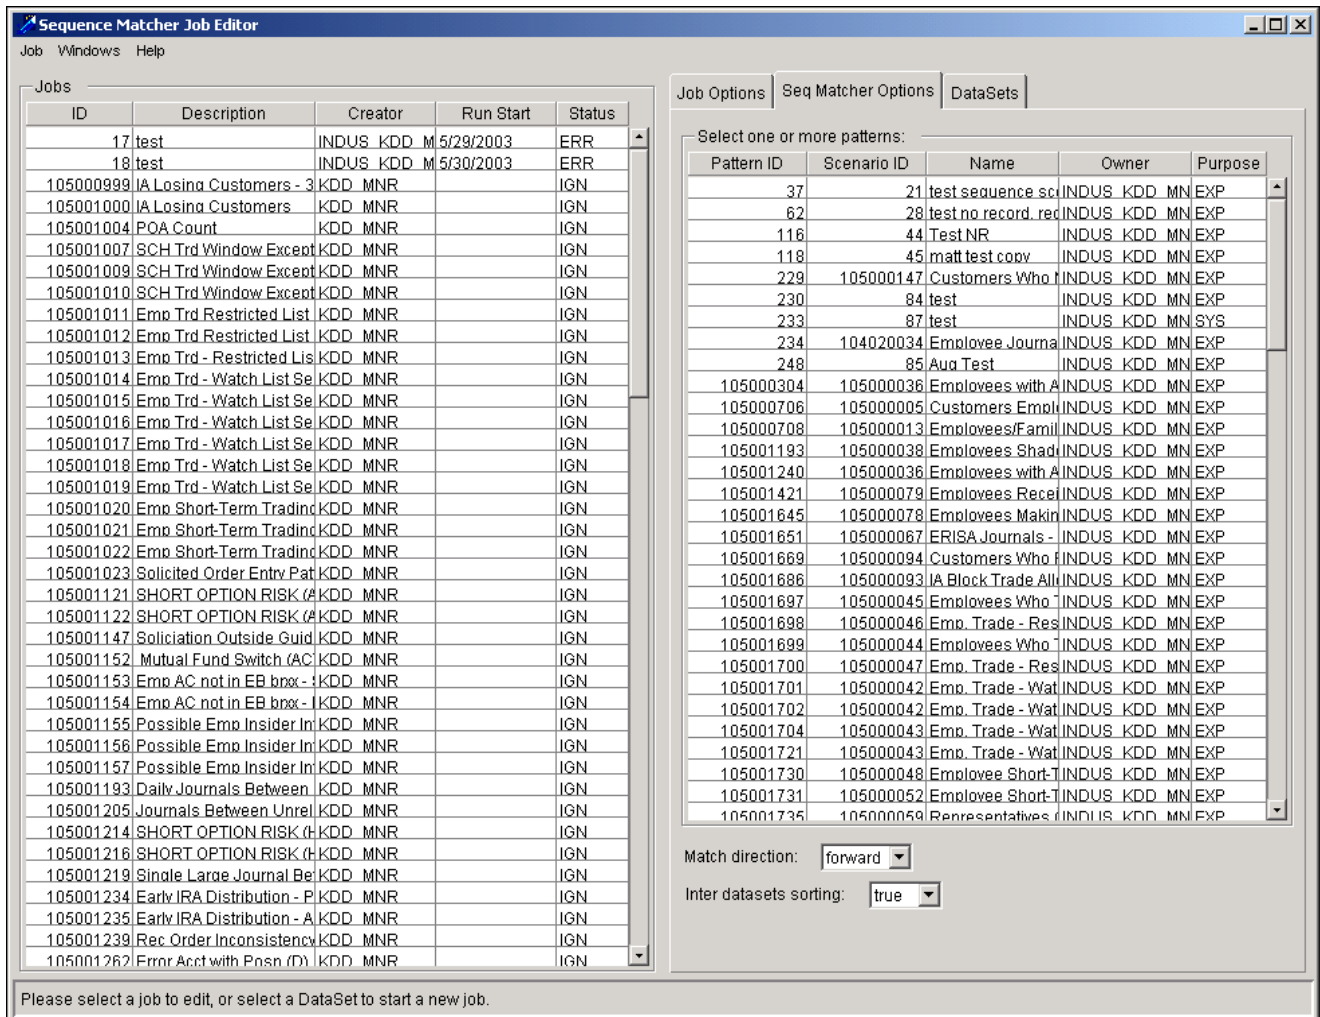 Sequence Matcher Job Editor
Job Windows Help
Jobs
ID Description Creator Run Start Status
17 test INDUS_KDD_M 5/29/2003 ERR
18 test INDUS_KDD_M 5/30/2003 ERR
105000999 IA Losing Customers - 3 KDD_MNR IGN
105001000 IA Losing Customers KDD_MNR IGN
105001004 POA Count KDD_MNR IGN
105001007 SCH Trd Window Except KDD_MNR IGN
105001009 SCH Trd Window Except KDD_MNR IGN
105001010 SCH Trd Window Except KDD_MNR IGN
105001011 Emp Trd Restricted List KDD_MNR IGN
105001012 Emp Trd Restricted List KDD_MNR IGN
105001013 Emp Trd - Restricted Lis KDD_MNR IGN
105001014 Emp Trd - Watch List Se KDD_MNR IGN
105001015 Emp Trd - Watch List Se KDD_MNR IGN
105001016 Emp Trd - Watch List Se KDD_MNR IGN
105001017 Emp Trd - Watch List Se KDD_MNR IGN
105001018 Emp Trd - Watch List Se KDD_MNR IGN
105001019 Emp Trd - Watch List Se KDD_MNR IGN
105001020 Emp Short-Term Trading KDD_MNR IGN
105001021 Emp Short-Term Trading KDD_MNR IGN
105001022 Emp Short-Term Trading KDD_MNR IGN
105001023 Solicited Order Entry Pat KDD_MNR IGN
105001121 SHORT OPTION RISK (A KDD_MNR IGN
105001122 SHORT OPTION RISK (A KDD_MNR IGN
105001147 Soliciation Outside Guid KDD_MNR IGN
105001152 Mutual Fund Switch (AC KDD_MNR IGN
105001153 Emp AC not in EB brxx - KDD_MNR IGN
105001154 Emp AC not in EB brxx - KDD_MNR IGN
105001155 Possible Emp Insider In KDD_MNR IGN
105001156 Possible Emp Insider In KDD_MNR IGN
105001157 Possible Emp Insider In KDD_MNR IGN
105001193 Daily Journals Between KDD_MNR IGN
105001205 Journals Between Unrel KDD_MNR IGN
105001214 SHORT OPTION RISK (H KDD_MNR IGN
105001216 SHORT OPTION RISK (H KDD_MNR IGN
105001219 Single Large Journal Be KDD_MNR IGN
105001234 Early IRA Distribution - P KDD_MNR IGN
105001235 Early IRA Distribution - A KDD_MNR IGN
105001239 Rec Order Inconsistency KDD_MNR IGN
105001262 Error Acct with Posn (D) KDD_MNR IGN
Job Options Seq Matcher Options DataSets
Select one or more patterns:
Pattern ID Scenario ID Name Owner Purpose
37 21 test sequence sc INDUS_KDD_MN EXP
62 28 test no record, rec INDUS_KDD_MN EXP
116 44 Test NR INDUS_KDD_MN EXP
118 45 matt test copy INDUS_KDD_MN EXP
229 105000147 Customers Who INDUS_KDD_MN EXP
230 84 test INDUS_KDD_MN EXP
233 87 test INDUS_KDD_MN SYS
234 104020034 Employee Journa INDUS_KDD_MN EXP
248 85 Aug Test INDUS_KDD_MN EXP
105000304 105000036 Employees with A INDUS_KDD_MN EXP
105000706 105000005 Customers Empl INDUS_KDD_MN EXP
105000708 105000013 Employees/Famil INDUS_KDD_MN EXP
105001193 105000038 Employees Shad INDUS_KDD_MN EXP
105001240 105000036 Employees with A INDUS_KDD_MN EXP
105001421 105000079 Employees Recei INDUS_KDD_MN EXP
105001645 105000078 Employees Makin INDUS_KDD_MN EXP
105001651 105000067 ERISA Journals - INDUS_KDD_MN EXP
105001669 105000094 Customers Who INDUS_KDD_MN EXP
105001686 105000093 IA Block Trade All INDUS_KDD_MN EXP
105001697 105000045 Employees Who INDUS_KDD_MN EXP
105001698 105000046 Emp. Trade - Res INDUS_KDD_MN EXP
105001699 105000044 Employees Who INDUS_KDD_MN EXP
105001700 105000047 Emp. Trade - Res INDUS_KDD_MN EXP
105001701 105000042 Emp. Trade - Wat INDUS_KDD_MN EXP
105001702 105000042 Emp. Trade - Wat INDUS_KDD_MN EXP
105001704 105000043 Emp. Trade - Wat INDUS_KDD_MN EXP
105001721 105000043 Emp. Trade - Wat INDUS_KDD_MN EXP
105001730 105000048 Employee Short-T INDUS_KDD_MN EXP
105001731 105000052 Employee Short-T INDUS_KDD_MN EXP
105001735 105000059 Representatives INDUS_KDD_MN EXP
Match direction: forward
Inter datasets sorting: true
Please select a job to edit, or select a DataSet to start a new job.